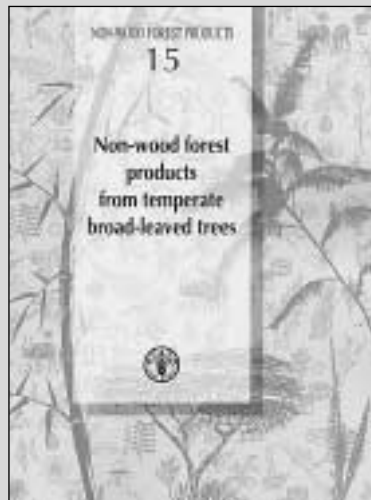 NON-WOOD FOREST PRODUCTS
15
Non-wood forest
products
from temperate
broad-leaved trees